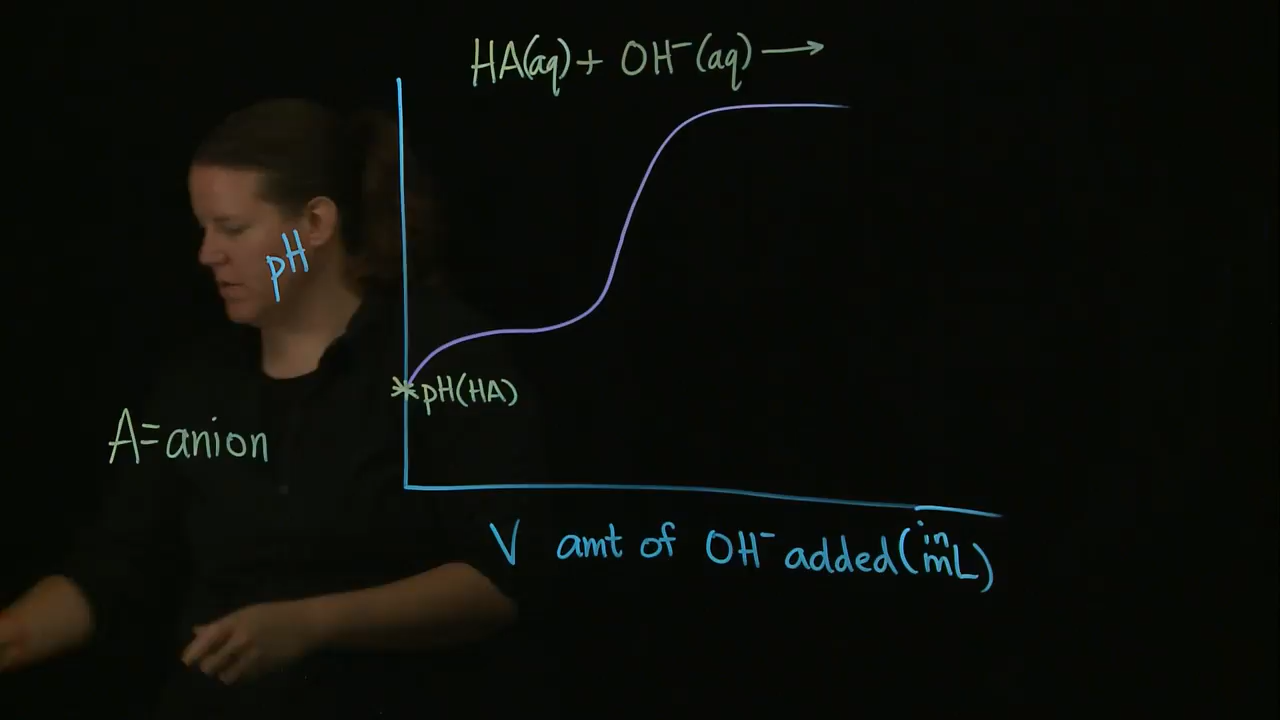 HA(aq) + OH⁻(aq) ⟶
pH
pH(HA)
A=anion
V amt of OH⁻ added (in mL)